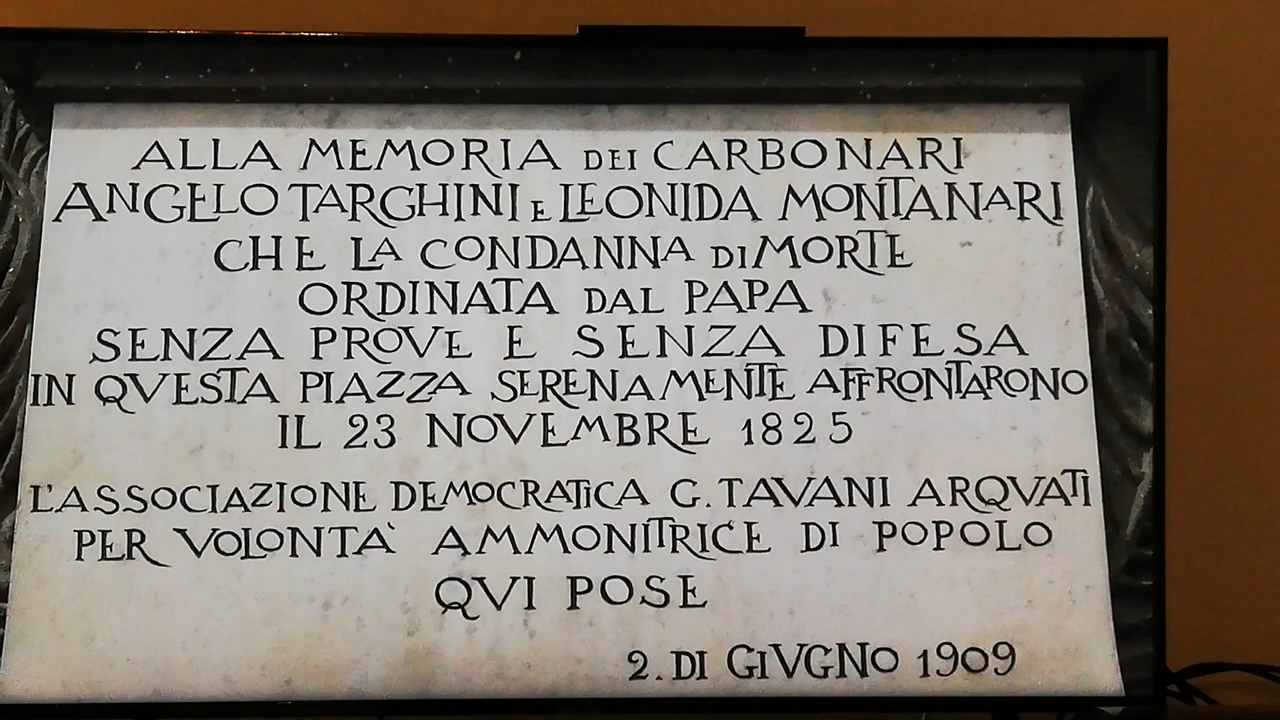 ALLA MEMORIA DEI CARBONARI
ANGELO TARGHINI E LEONIDA MONTANARI
CHE LA CONDANNA DI MORTE
ORDINATA DAL PAPA
SENZA PROVE E SENZA DIFESA
IN QVESTA PIAZZA SERENAMENTE AFFRONTARONO
IL 23 NOVEMBRE 1825
L'ASSOCIAZIONE DEMOCRATICA G. TAVANI ARQVATI
PER VOLONTA' AMMONITRICE DI POPOLO
QVI POSE
2. DI GIVGNO 1909